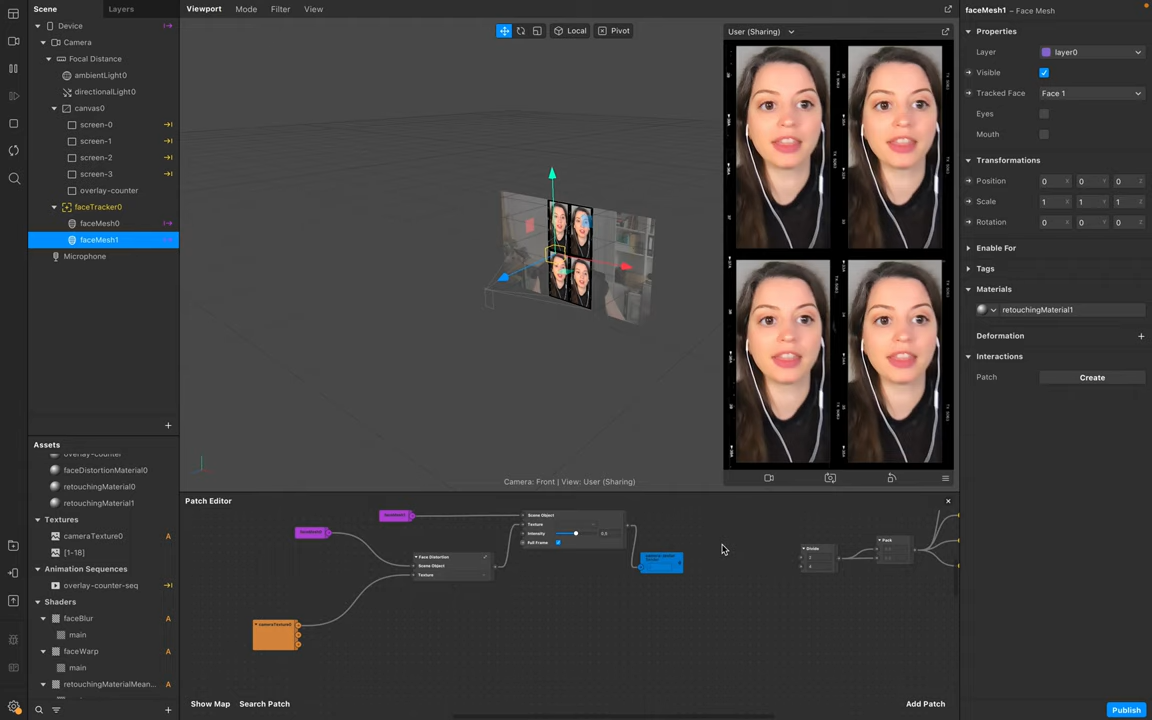 Scene
Layers
Viewport
Mode
Filter
View
Device
Camera
Focal Distance
ambientLight0
directionalLight0
canvas0
screen-0
screen-1
screen-2
screen-3
overlay-counter
faceTracker0
faceMesh0
faceMesh1
Microphone
Local
Pivot
User (Sharing)
Camera: Front | View: User (Sharing)
faceMesh1 – Face Mesh
Properties
Layer
layer0
Visible
Tracked Face
Face 1
Eyes
Mouth
Transformations
Position 0 X 0 Y 0 Z
Scale 1 X 1 Y 1 Z
Rotation 0 X 0 Y 0 Z
Enable For
Tags
Materials
retouchingMaterial1
Deformation
Interactions
Patch
Create
Assets
overlay-counter
faceDistortionMaterial0
retouchingMaterial0
retouchingMaterial1
Textures
cameraTexture0 A
[1-18]
Animation Sequences
overlay-counter-seq
Shaders
faceBlur A
main
faceWarp A
main
retouchingMaterialMean... A
Patch Editor
Scene Object
Texture
Intensity
Full Frame
Face Distortion
Scene Object
Texture
cameraTexture0
Divide
Pack
Show Map
Search Patch
Add Patch
Publish